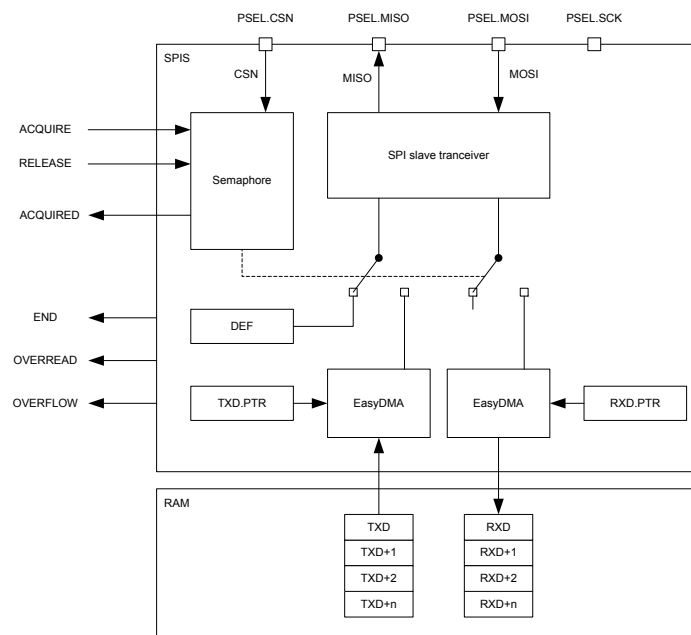 PSEL.CSN
PSEL.MISO
PSEL.MOSI
PSEL.SCK
SPIS
CSN
MISO
MOSI
ACQUIRE
RELEASE
ACQUIRED
Semaphore
SPI slave tranceiver
END
OVERREAD
OVERFLOW
DEF
TXD.PTR
EasyDMA
EasyDMA
RXD.PTR
RAM
TXD
TXD+1
TXD+2
TXD+n
RXD
RXD+1
RXD+2
RXD+n